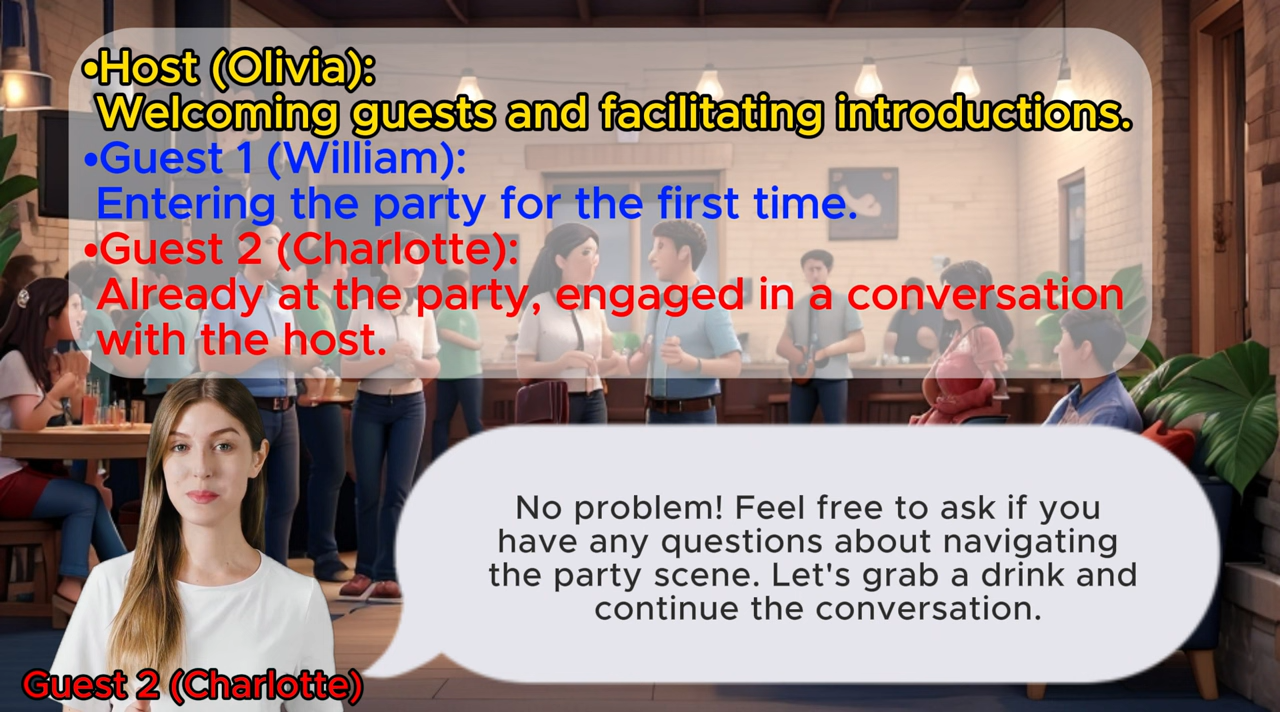 •Host (Olivia):
Welcoming guests and facilitating introductions.
•Guest 1 (William):
Entering the party for the first time.
•Guest 2 (Charlotte):
Already at the party, engaged in a conversation
with the host.
No problem! Feel free to ask if you
have any questions about navigating
the party scene. Let's grab a drink and
continue the conversation.
Guest 2 (Charlotte)